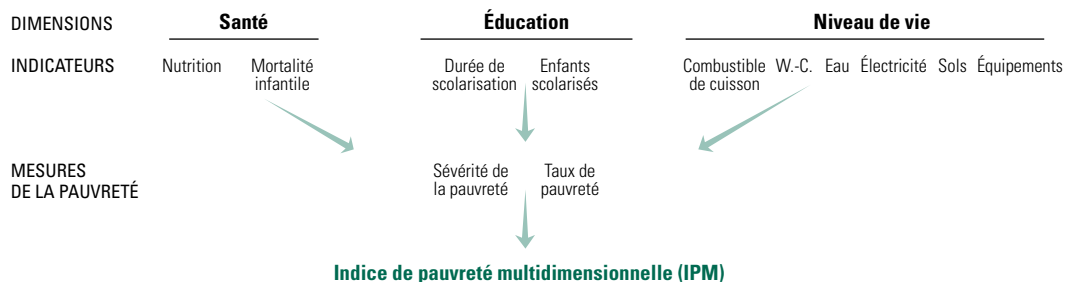 DIMENSIONS Santé Éducation Niveau de vie
INDICATEURS Nutrition Mortalité Durée de Enfants Combustible W.-C. Eau Électricité Sols Équipements
infantile scolarisation scolarisés de cuisson
MESURES Sévérité de Taux de
DE LA PAUVRETÉ la pauvreté pauvreté
Indice de pauvreté multidimensionnelle (IPM)